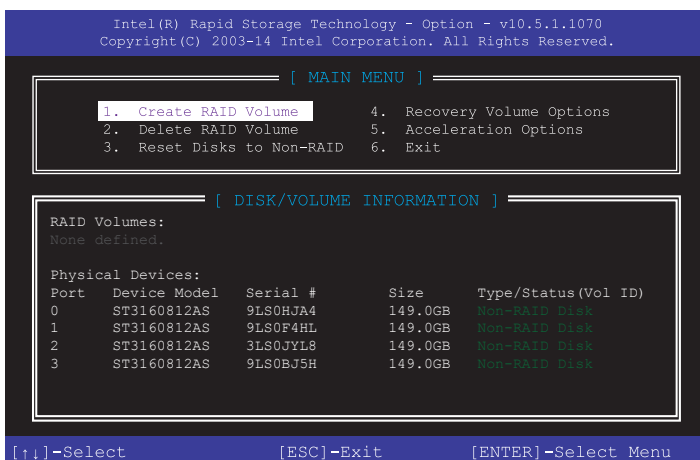 Intel(R) Rapid Storage Technology - Option - v10.5.1.1070
Copyright(C) 2003-14 Intel Corporation. All Rights Reserved.
[ MAIN MENU ]
1. Create RAID Volume 4. Recovery Volume Options
2. Delete RAID Volume 5. Acceleration Options
3. Reset Disks to Non-RAID 6. Exit
[ DISK/VOLUME INFORMATION ]
RAID Volumes:
None defined.
Physical Devices:
Port Device Model Serial # Size Type/Status(Vol ID)
0 ST3160812AS 9LS0HJA4 149.0GB Non-RAID Disk
1 ST3160812AS 9LS0F4HL 149.0GB Non-RAID Disk
2 ST3160812AS 3LS0JYL8 149.0GB Non-RAID Disk
3 ST3160812AS 9LS0BJ5H 149.0GB Non-RAID Disk
[↑↓]-Select [ESC]-Exit [ENTER]-Select Menu